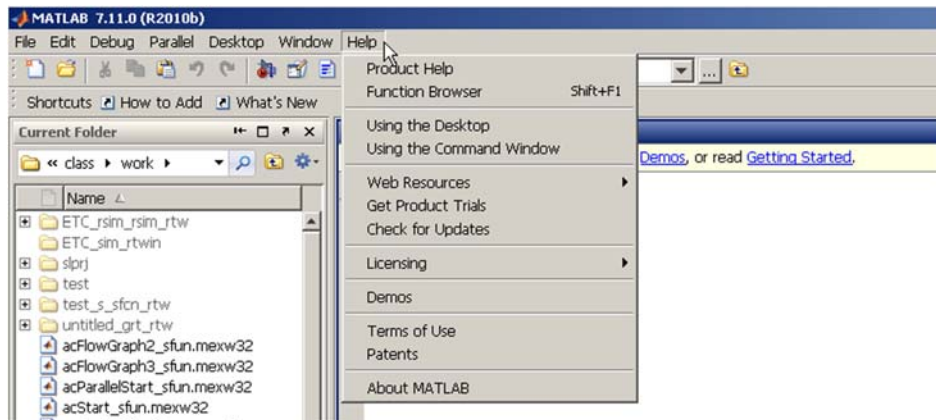 MATLAB 7.11.0 (R2010b)
File Edit Debug Parallel Desktop Window Help
Shortcuts How to Add What's New
Current Folder
« class work
Name
ETC_rsim_rsim_rtw
ETC_sim_rtwin
slprj
test
test_s_sfcn_rtw
untitled_grt_rtw
acFlowGraph2_sfun.mexw32
acFlowGraph3_sfun.mexw32
acParallelStart_sfun.mexw32
acStart_sfun.mexw32
Product Help
Function Browser Shift+F1
Using the Desktop
Using the Command Window
Web Resources
Get Product Trials
Check for Updates
Licensing
Demos
Terms of Use
Patents
About MATLAB
...
Demos, or read Getting Started.